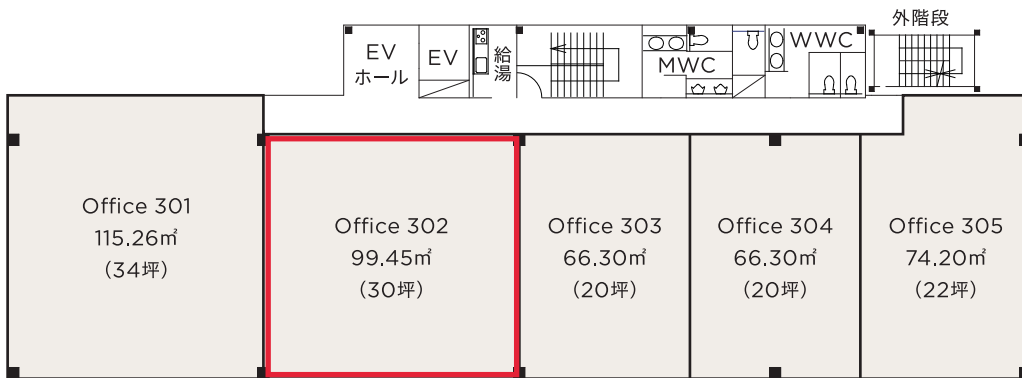 外階段
EV
ホール
EV
給湯
MWC
WWC
Office 301
115.26㎡
(34坪)
Office 302
99.45㎡
(30坪)
Office 303
66.30㎡
(20坪)
Office 304
66.30㎡
(20坪)
Office 305
74.20㎡
(22坪)